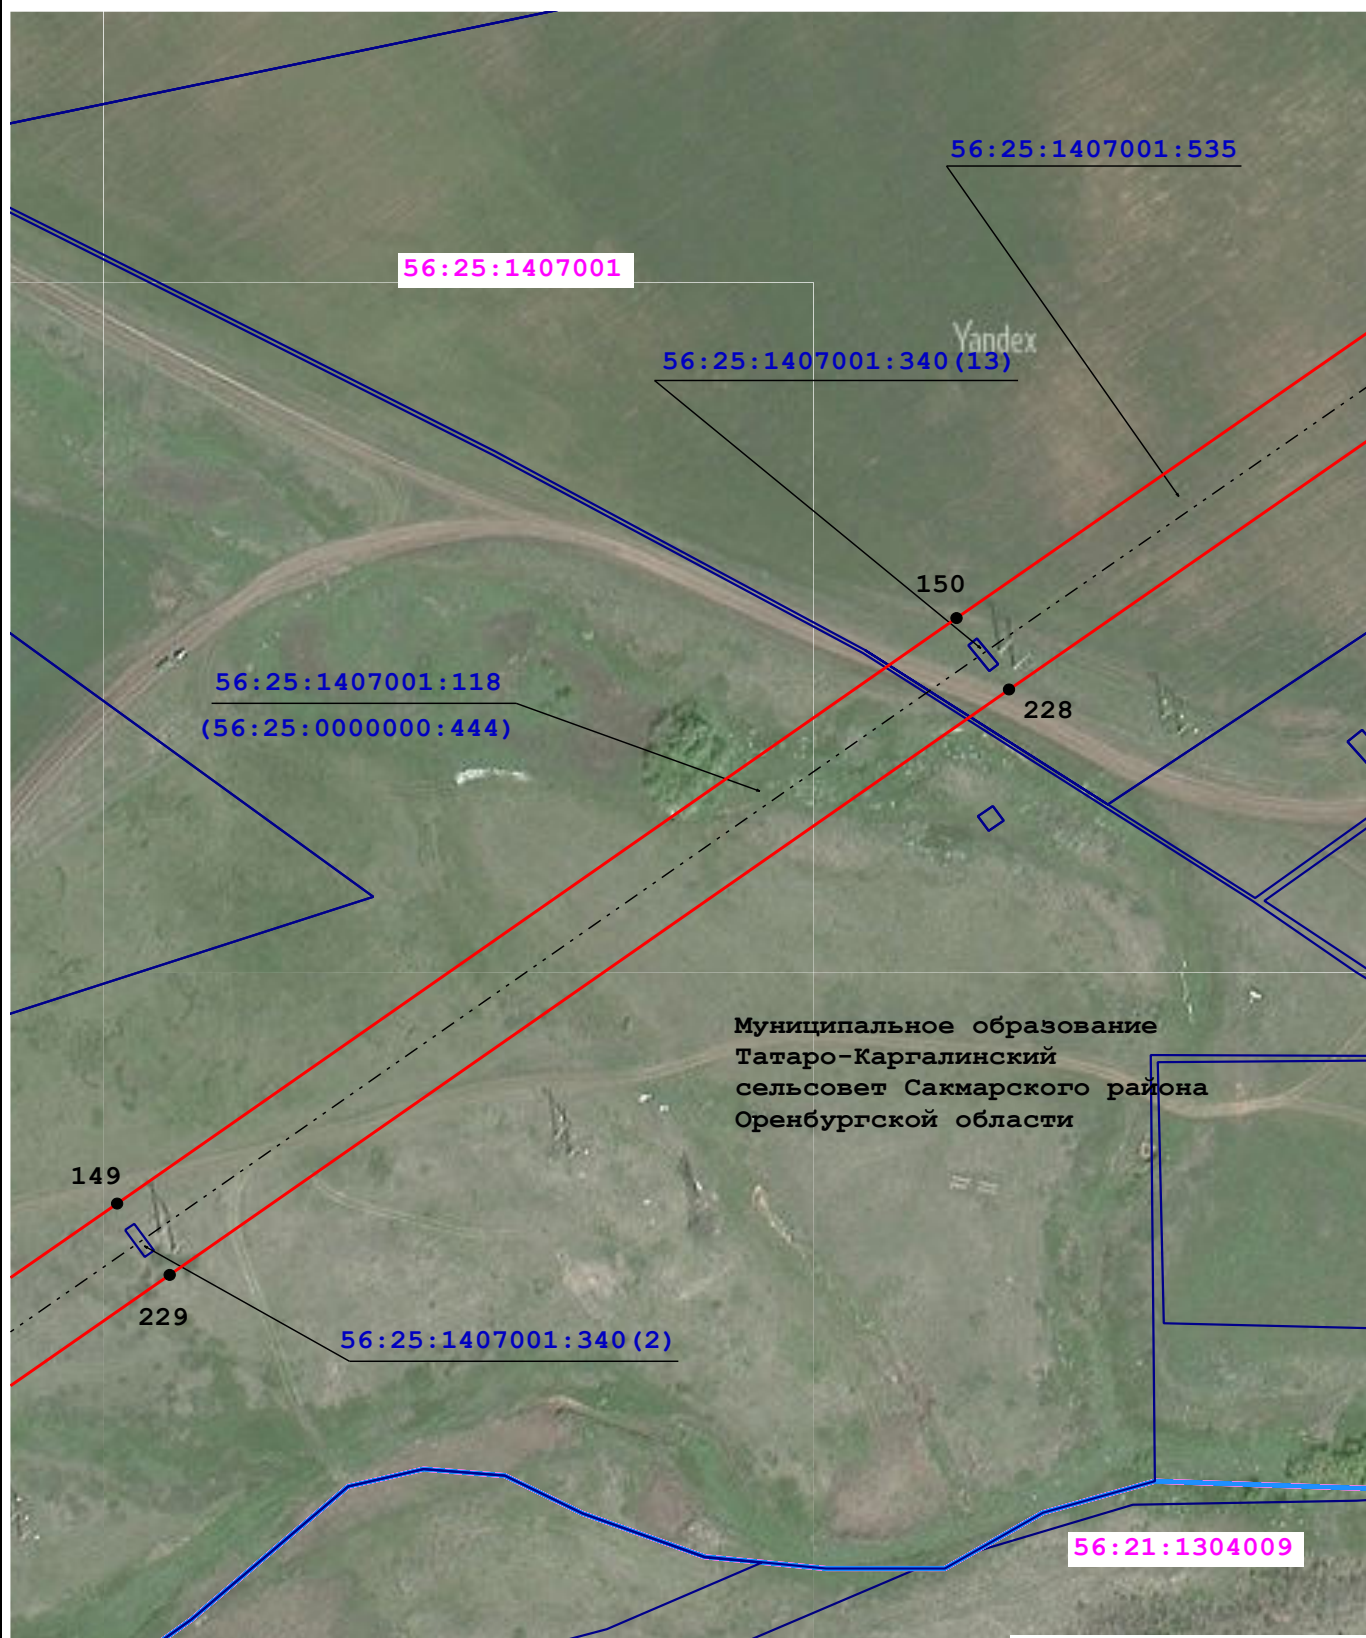 56:25:1407001:535
56:25:1407001
Yandex
56:25:1407001:340(13)
150
56:25:1407001:118
(56:25:0000000:444)
228
Муниципальное образование
Татаро-Каргалинский
сельсовет Сакмарского района
Оренбургской области
149
229
56:25:1407001:340(2)
56:21:1304009